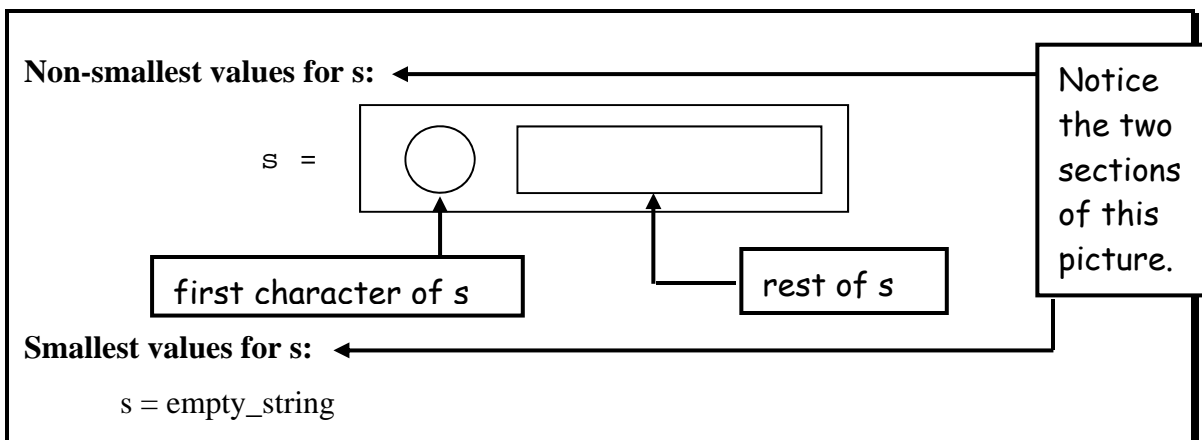 Non-smallest values for s:
Notice
the two
sections
of this
picture.
s =
first character of s
rest of s
Smallest values for s:
s = empty_string